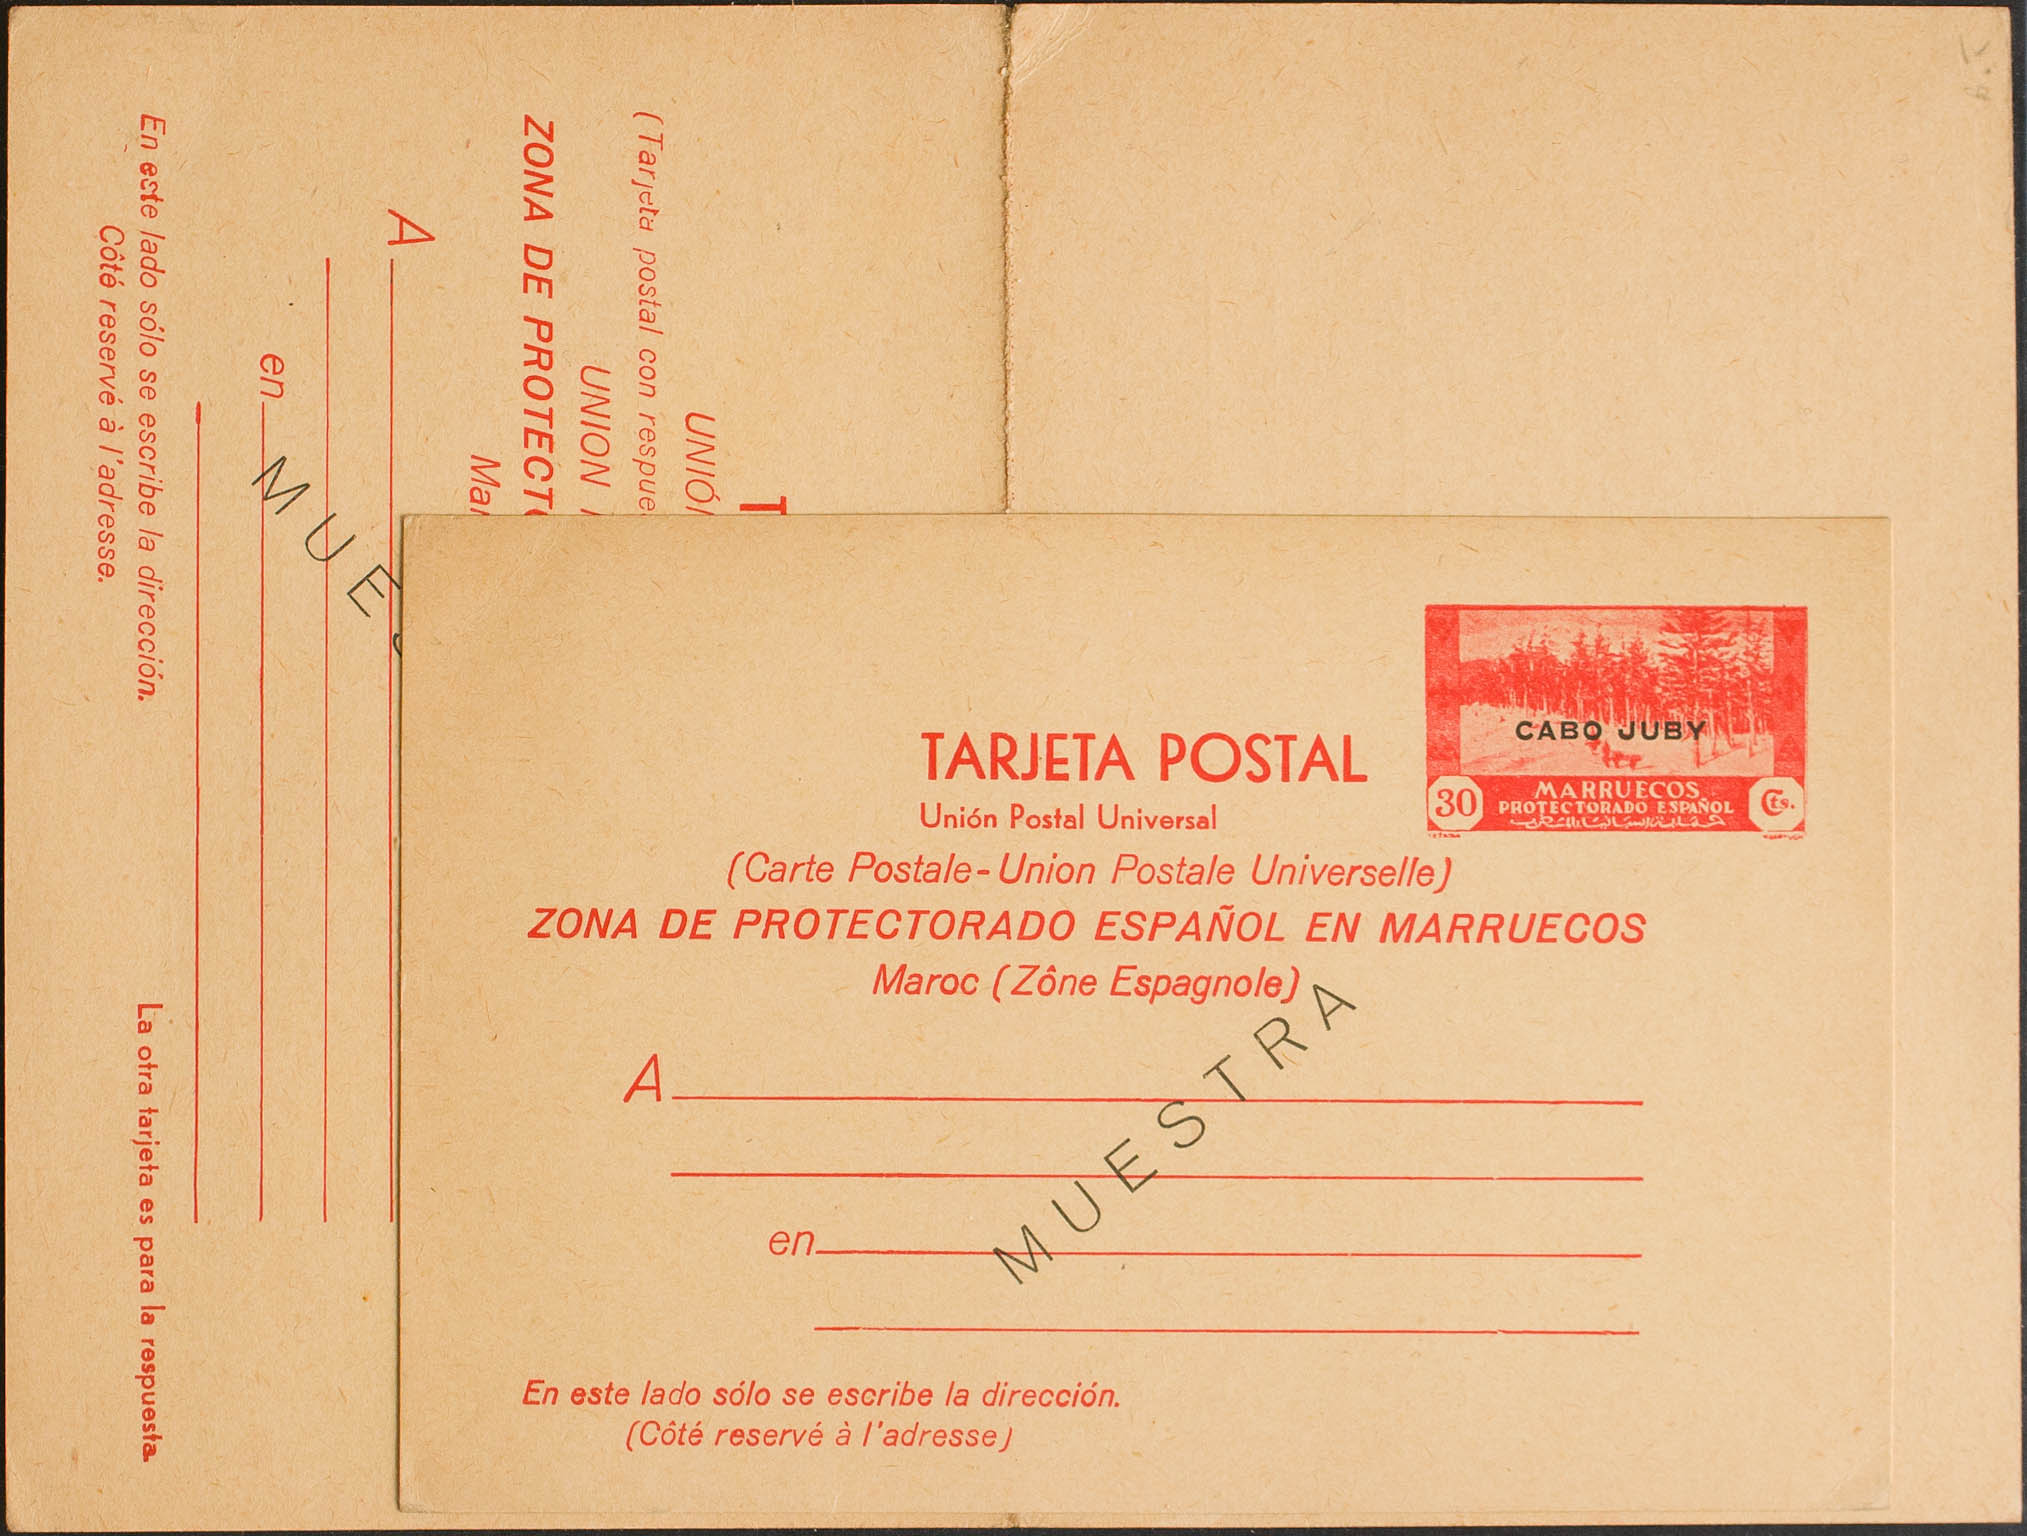 CABO JUBY
MARRUECOS
PROTECTORADO ESPAÑOL
30
Cts.
TARJETA POSTAL
Unión Postal Universal
(Carte Postale-Union Postale Universelle)
ZONA DE PROTECTORADO ESPAÑOL EN MARRUECOS
Maroc (Zône Espagnole)
A
en
MUESTRA
En este lado sólo se escribe la dirección.
(Côté reservé à l'adresse)
T
UNIÓ
(Tarjeta postal con respue
UNION
ZONA DE PROTECT
Mar
A
en
MUES
En este lado sólo se escribe la dirección.
Côté reservé à l'adresse.
La otra tarjeta es para la respuesta